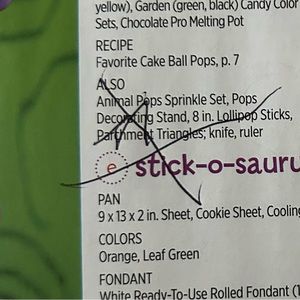 yellow), Garden (green, black) Candy Color
Sets, Chocolate Pro Melting Pot
RECIPE
Favorite Cake Ball Pops, p. 7
ALSO
Animal Pops Sprinkle Set, Pops
Decorating Stand, 8 in. Lollipop Sticks,
Parchment Triangles; knife, ruler
e stick-o-sauru
PAN
9 x 13 x 2 in. Sheet, Cookie Sheet, Cooling
COLORS
Orange, Leaf Green
FONDANT
White Ready-To-Use Rolled Fondant (1